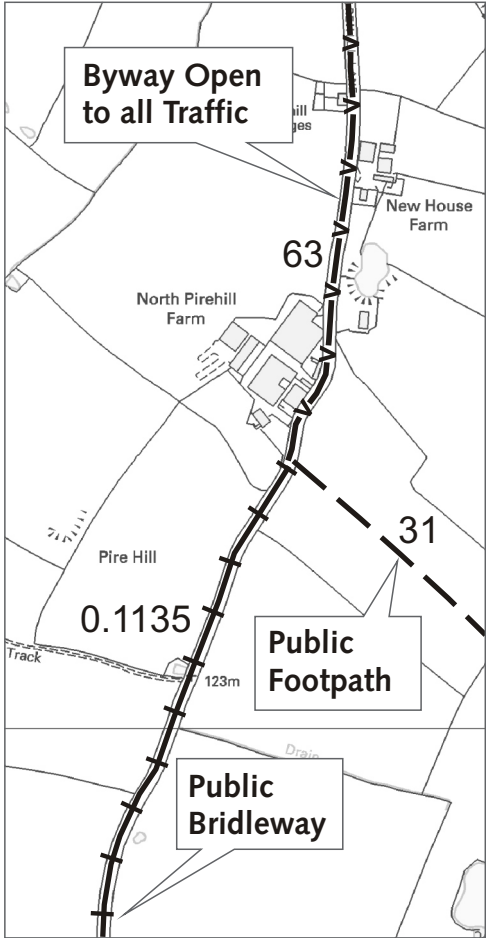 Byway Open
to all Traffic
New House
Farm
63
North Pirehill
Farm
31
Pire Hill
0.1135
Public
Footpath
Track
123m
Drain
Public
Bridleway